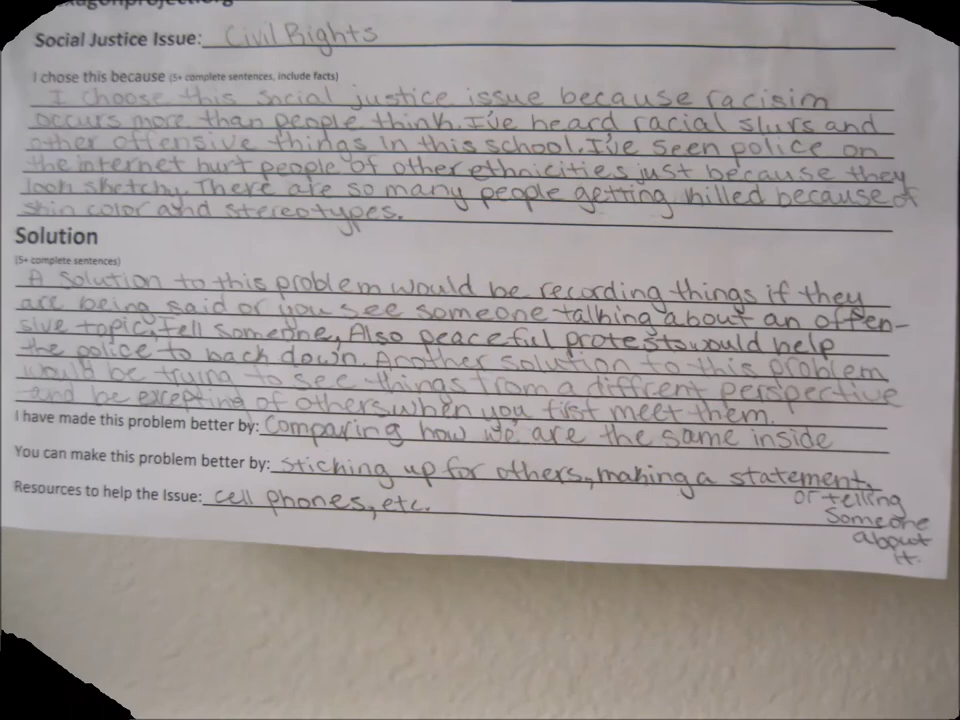 Social Justice Issue: Civil Rights
I chose this because (5+ complete sentences, include facts)
I choose this social justice issue because racisim
occurs more than people think. I've heard racial slurs and
other offensive things in this school. I've seen police on
the internet hurt people of other ethnicities just because they
look sketchy. There are so many people getting killed because of
skin color and stereotypes.
Solution
(5+ complete sentences)
A solution to this problem would be recording things if they
are being said or you see someone talking about an offen-
sive topic, tell someone, Also peaceful protests would help
the police to back down. Another solution to this problem
would be trying to see things from a diffrent perspective
and be excepting of others when you first meet them.
I have made this problem better by: Comparing how we are the same inside
You can make this problem better by: sticking up for others, making a statement,
or telling
Someone
about
it.
Resources to help the Issue: cell phones, etc.